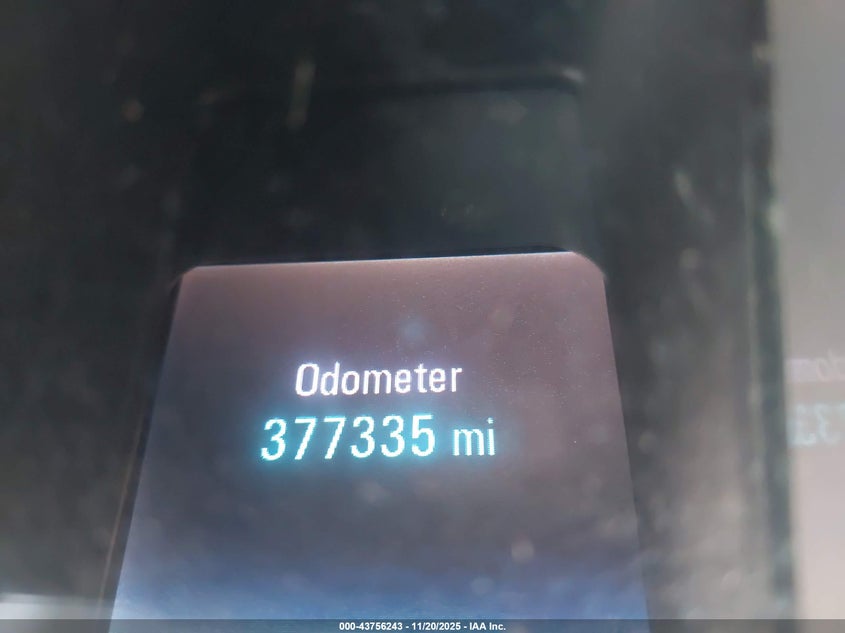 Odometer
377335 mi
000-43756243 - 11/20/2025 - IAA Inc.